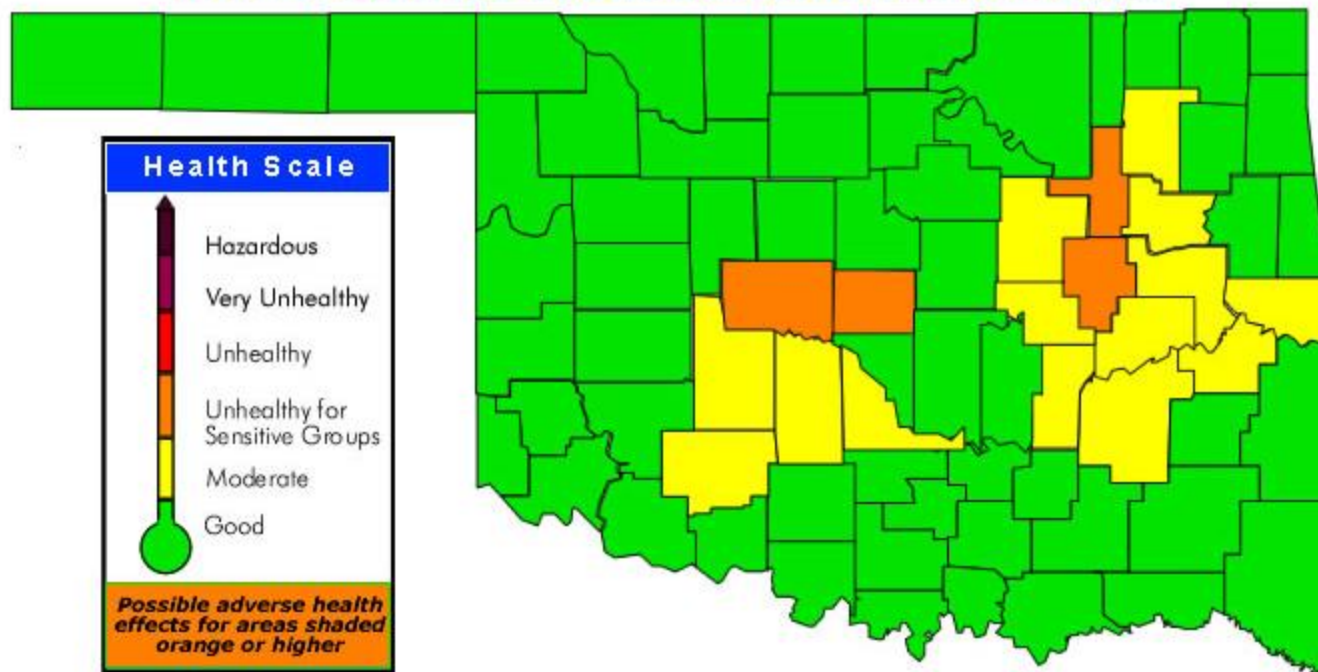 Health Scale
Hazardous
Very Unhealthy
Unhealthy
Unhealthy for
Sensitive Groups
Moderate
Good
Possible adverse health
effects for areas shaded
orange or higher